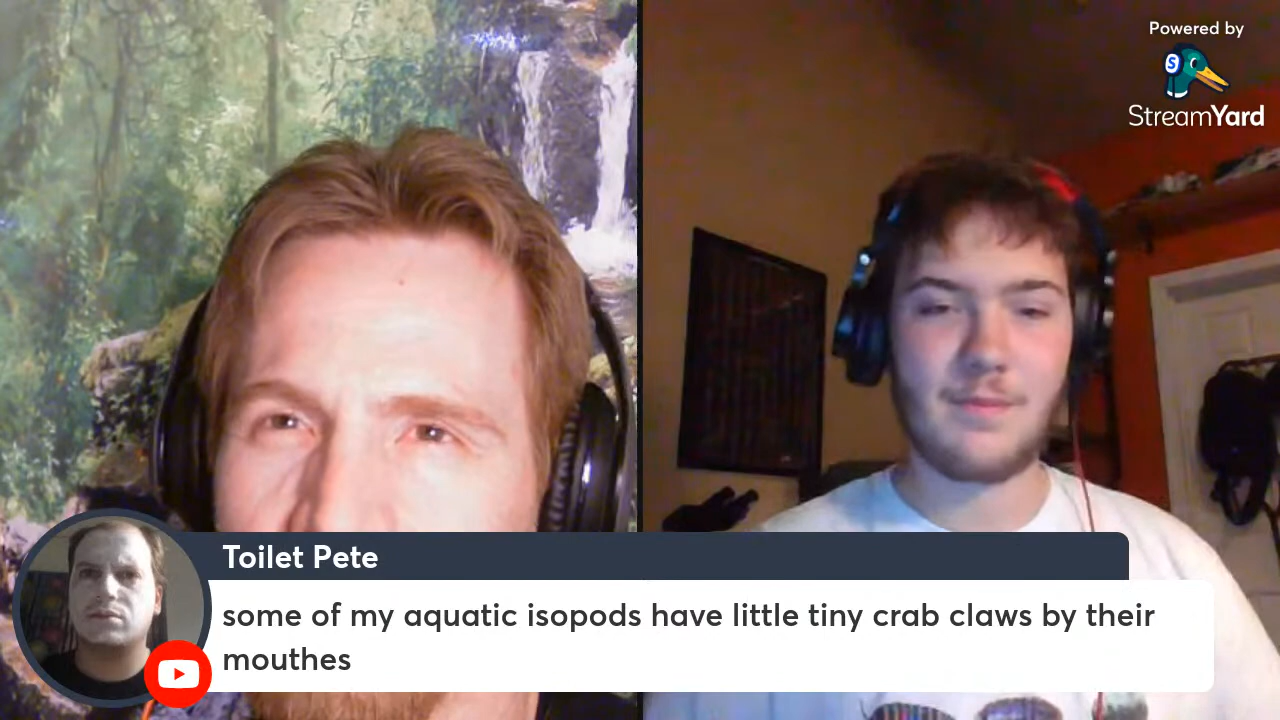 Powered by
StreamYard
Toilet Pete
some of my aquatic isopods have little tiny crab claws by their
mouthes